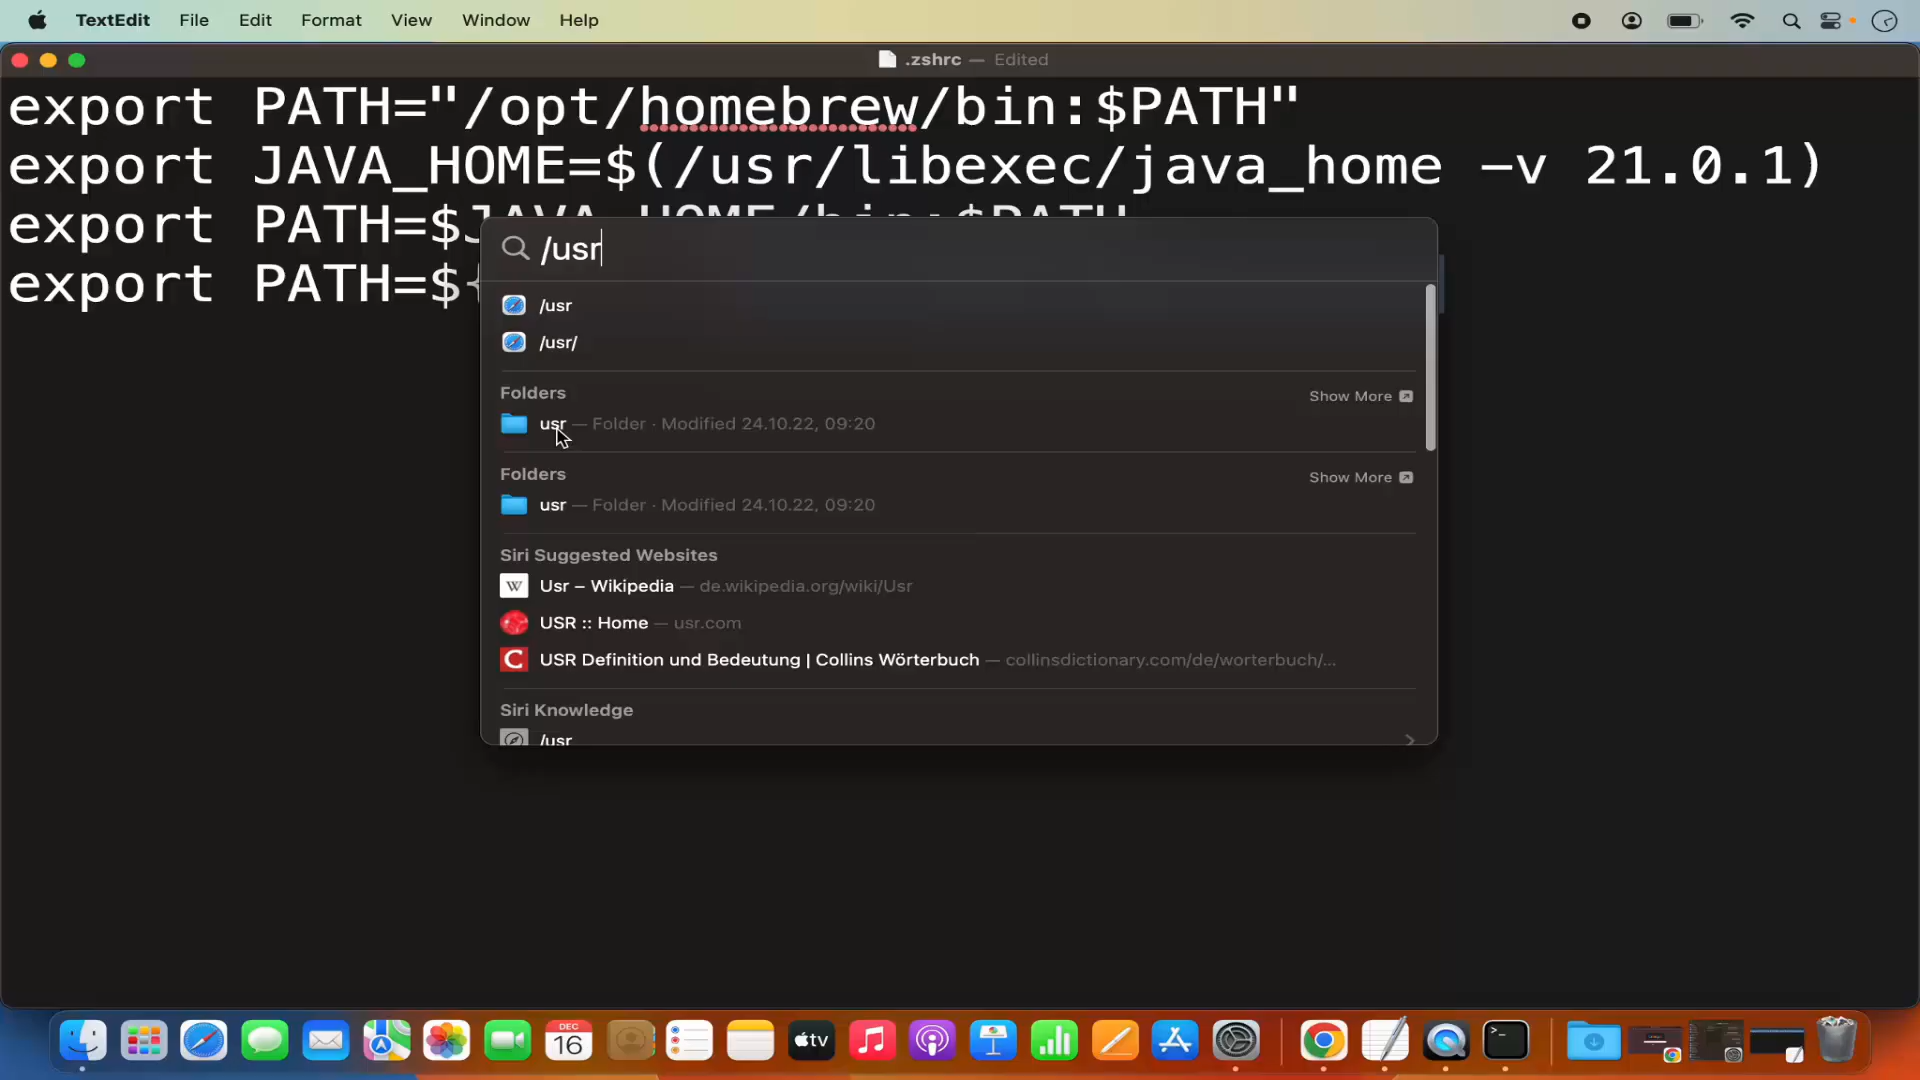 TextEdit File Edit Format View Window Help
.zshrc — Edited
export PATH="/opt/homebrew/bin:$PATH"
export JAVA_HOME=$(/usr/libexec/java_home -v 21.0.1)
export PATH=$JAVA_HOME/bin:$PATH
export PATH=${
/usr
/usr
/usr/
Folders Show More
usr — Folder · Modified 24.10.22, 09:20
Folders Show More
usr — Folder · Modified 24.10.22, 09:20
Siri Suggested Websites
W Usr – Wikipedia — de.wikipedia.org/wiki/Usr
USR :: Home — usr.com
C USR Definition und Bedeutung | Collins Wörterbuch — collinsdictionary.com/de/worterbuch/...
Siri Knowledge
/usr
DEC
16
tv